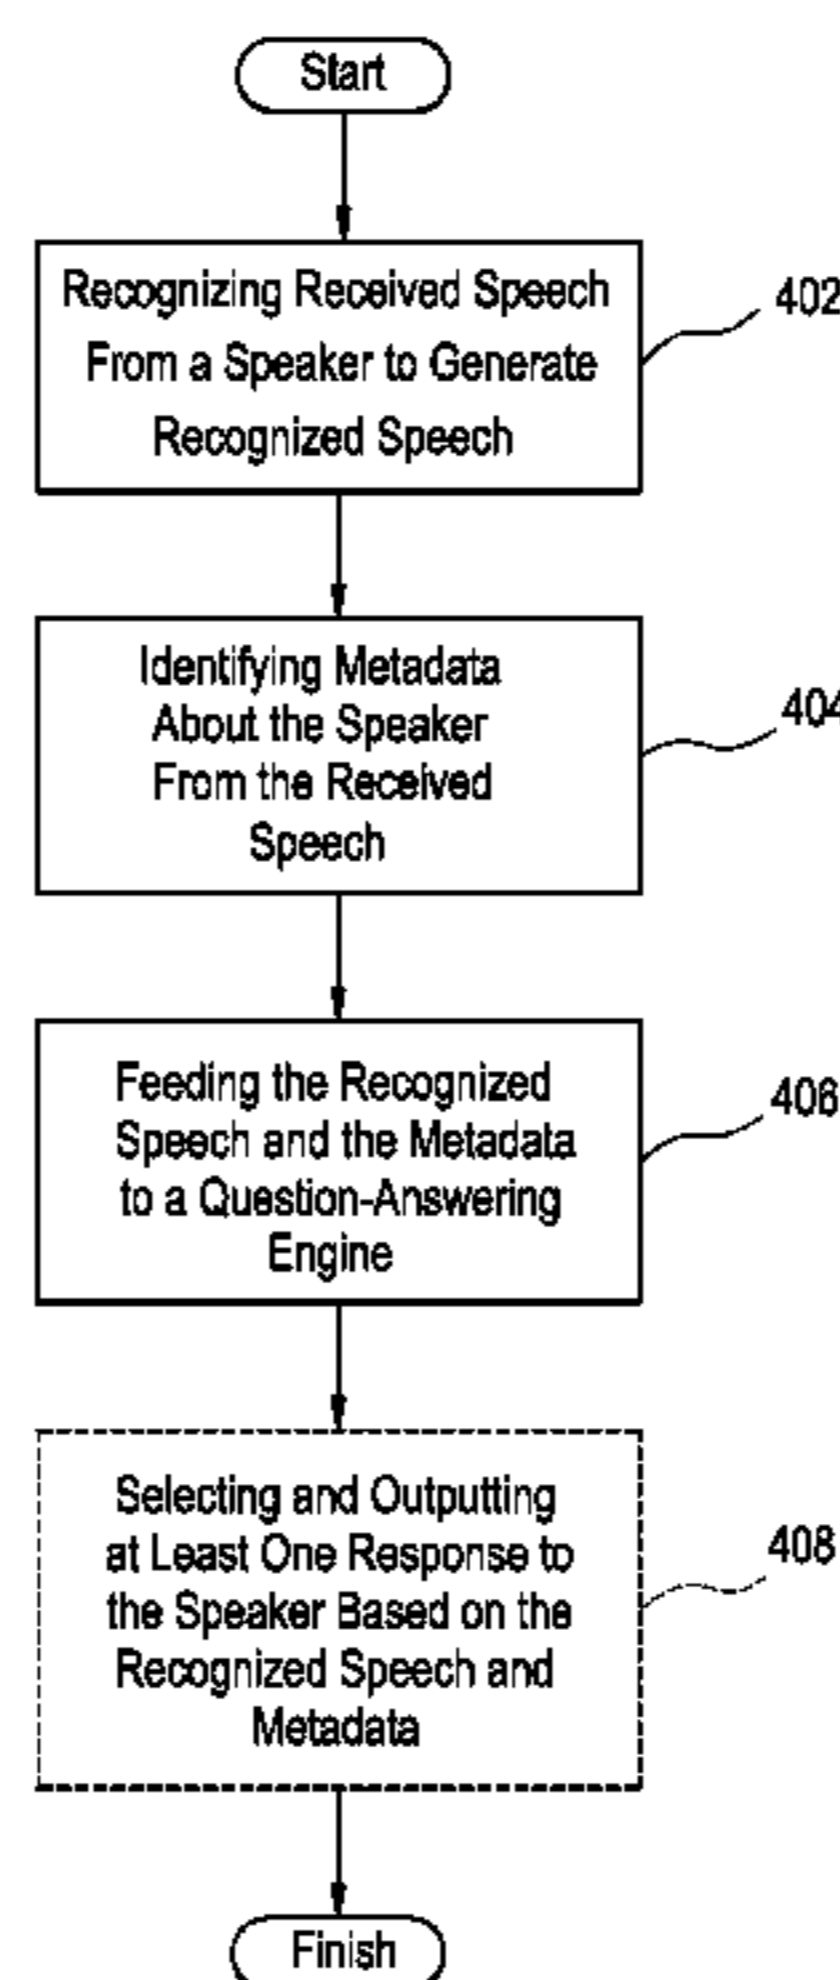 Start
Recognizing Received Speech
From a Speaker to Generate
Recognized Speech
402
Identifying Metadata
About the Speaker
From the Received
Speech
404
Feeding the Recognized
Speech and the Metadata
to a Question-Answering
Engine
406
Selecting and Outputting
at Least One Response to
the Speaker Based on the
Recognized Speech and
Metadata
408
Finish